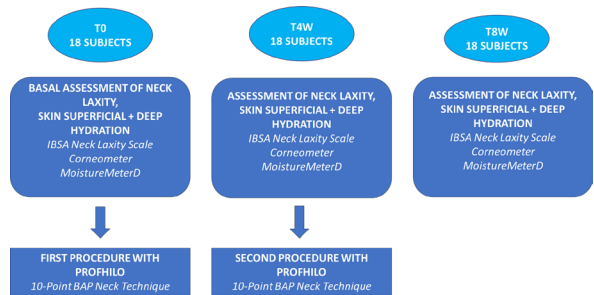 T0
18 SUBJECTS
T4W
18 SUBJECTS
T8W
18 SUBJECTS
BASAL ASSESSMENT OF NECK
LAXITY,
SKIN SUPERFICIAL + DEEP
HYDRATION
IBSA Neck Laxity Scale
Corneometer
MoistureMeterD
ASSESSMENT OF NECK LAXITY,
SKIN SUPERFICIAL + DEEP
HYDRATION
IBSA Neck Laxity Scale
Corneometer
MoistureMeterD
ASSESSMENT OF NECK LAXITY,
SKIN SUPERFICIAL + DEEP
HYDRATION
IBSA Neck Laxity Scale
Corneometer
MoistureMeterD
FIRST PROCEDURE WITH
PROFHILO
10-Point BAP Neck Technique
SECOND PROCEDURE WITH
PROFHILO
10-Point BAP Neck Technique